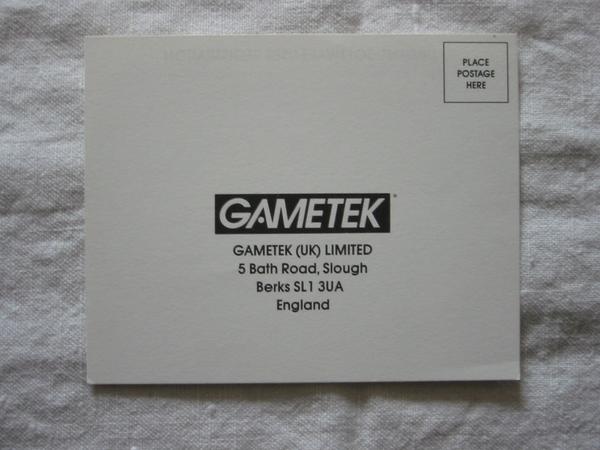 PLACE
POSTAGE
HERE
GAMETEK
GAMETEK (UK) LIMITED
5 Bath Road, Slough
Berks SL1 3UA
England